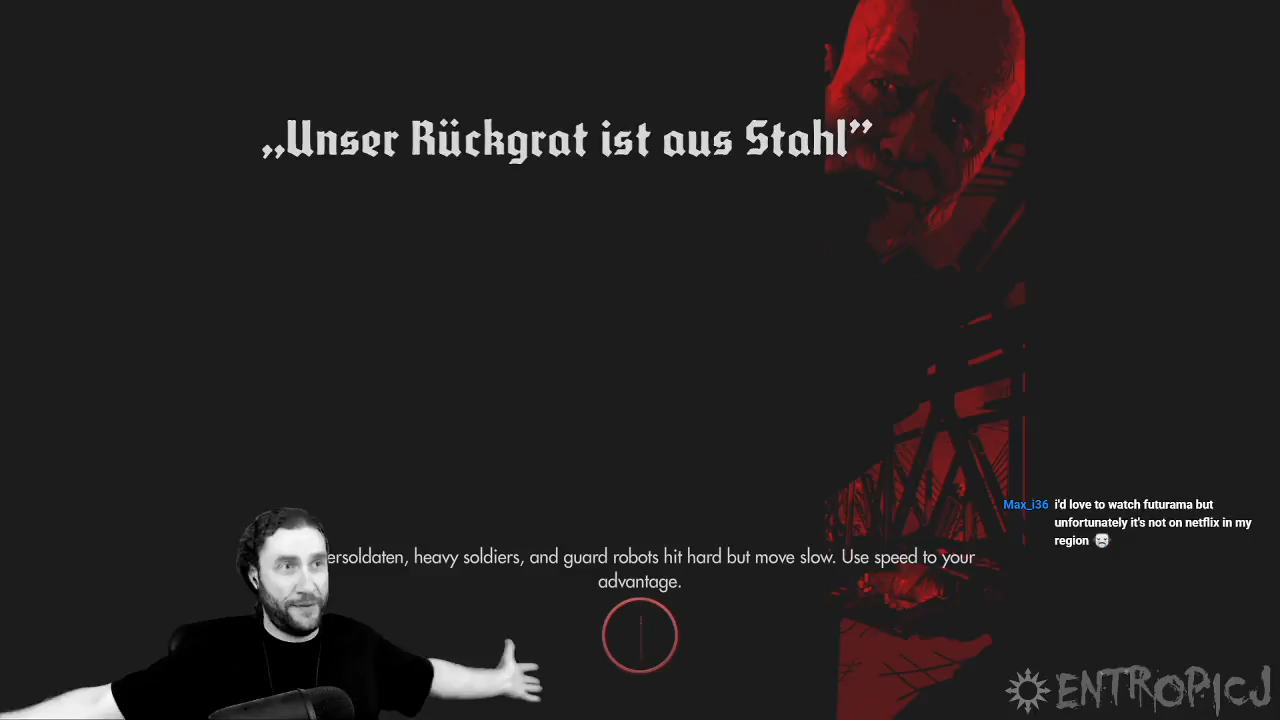 „Unser Rückgrat ist aus Stahl”
Max_i36 i'd love to watch futurama but
unfortunately it's not on netflix in my
region
ersoldaten, heavy soldiers, and guard robots hit hard but move slow. Use speed to your
advantage.
ENTROPICJ